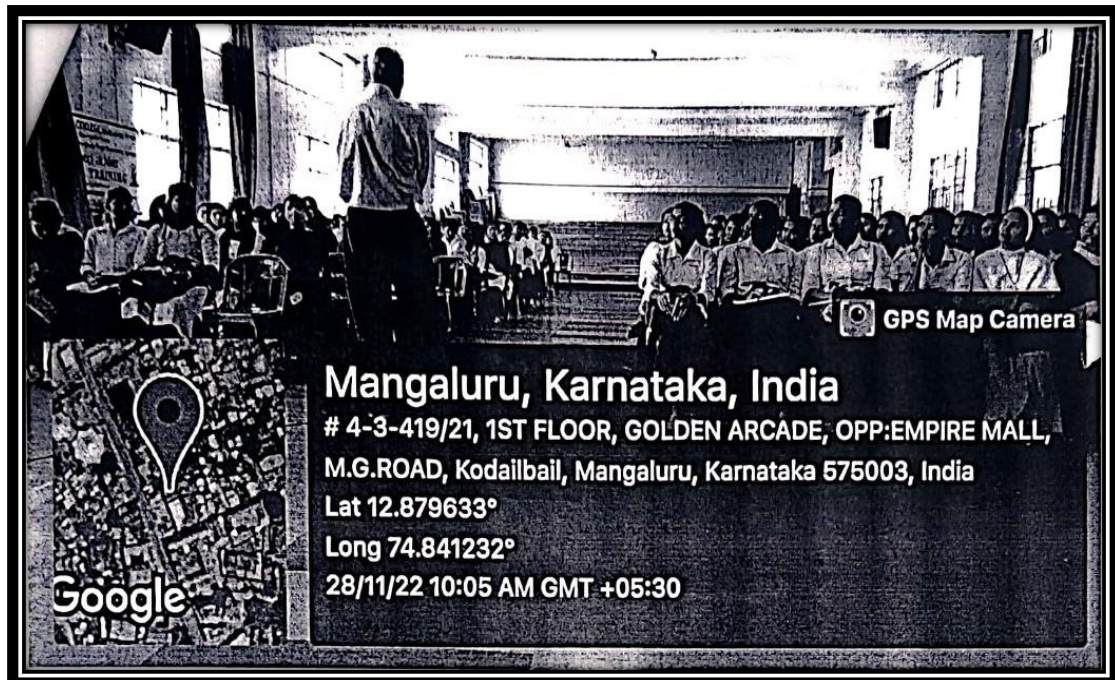 TRAINING
GPS Map Camera
Mangaluru, Karnataka, India
# 4-3-419/21, 1ST FLOOR, GOLDEN ARCADE, OPP:EMPIRE MALL,
M.G.ROAD, Kodailbail, Mangaluru, Karnataka 575003, India
Lat 12.879633°
Long 74.841232°
28/11/22 10:05 AM GMT +05:30
Google